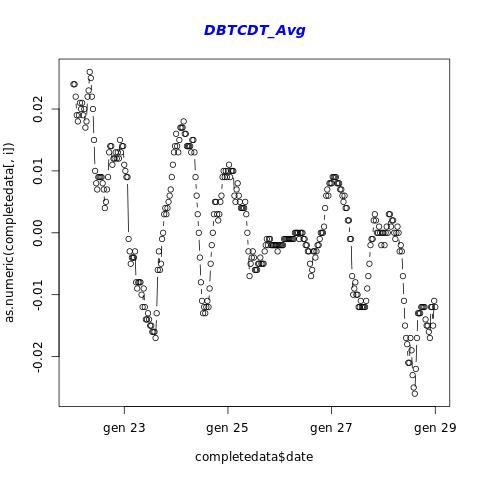 DBTCDT_Avg
as.numeric(completedata[, i])
0.02
0.01
0.00
-0.01
-0.02
gen 23
gen 25
gen 27
gen 29
completedata$date